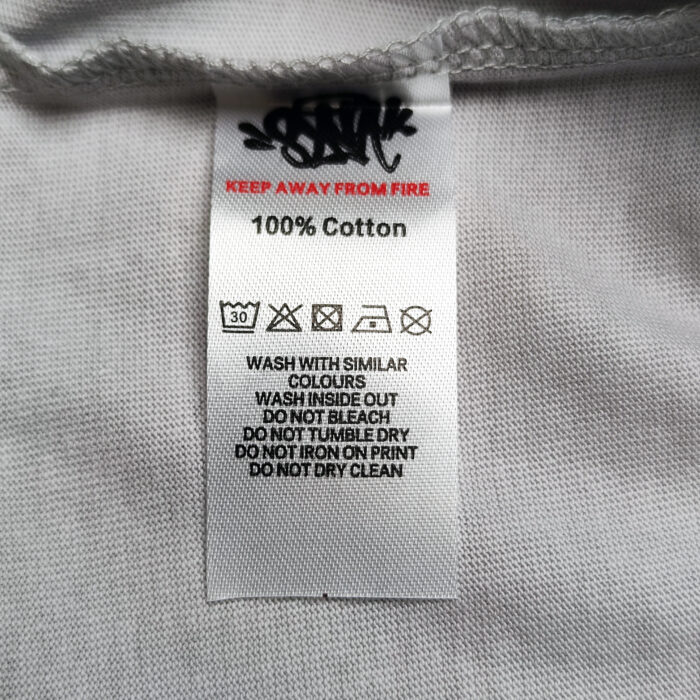 KEEP AWAY FROM FIRE
100% Cotton
30
WASH WITH SIMILAR
COLOURS
WASH INSIDE OUT
DO NOT BLEACH
DO NOT TUMBLE DRY
DO NOT IRON ON PRINT
DO NOT DRY CLEAN